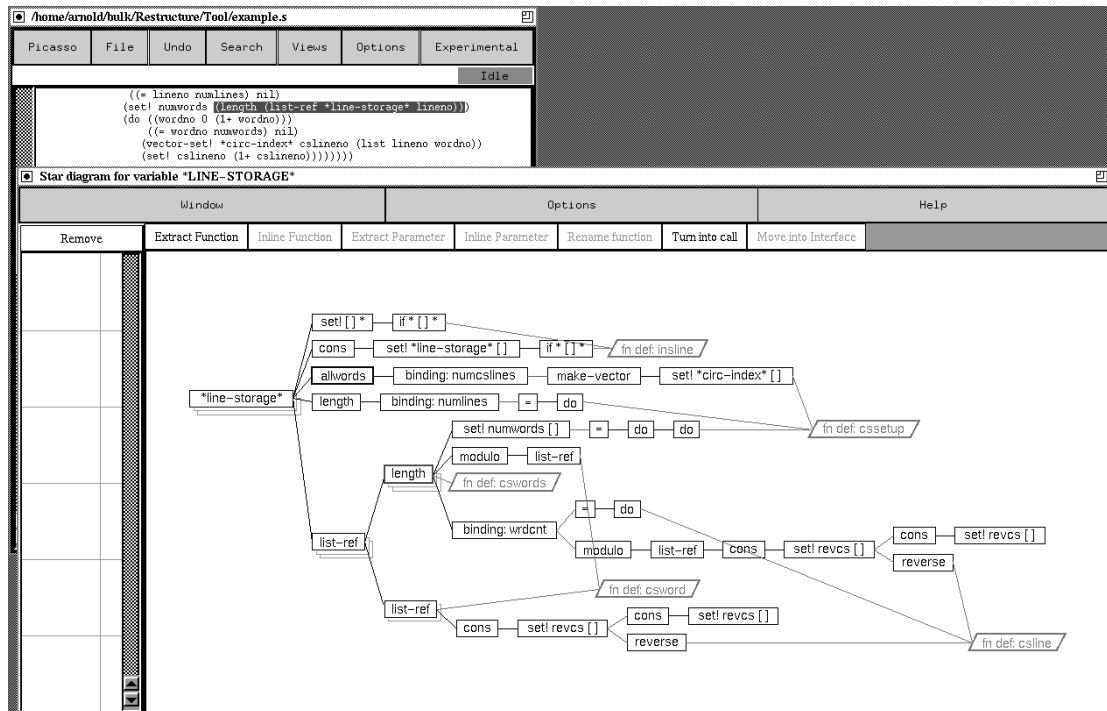 /home/arnold/bulk/Restructure/Tool/example.s
Picasso File Undo Search Views Options Experimental
Idle
((= lineno numlines) nil)
(set! numwords (length (list-ref *line-storage* lineno)))
(do ((wordno 0 (1+ wordno)))
((= wordno numwords) nil)
(vector-set! *circ-index* cslineno (list lineno wordno))
(set! cslineno (1+ cslineno))))))))
Star diagram for variable *LINE-STORAGE*
Window Options Help
Remove Extract Function Inline Function Extract Parameter Inline Parameter Rename function Turn into call Move into Interface
set! [ ] * if * [ ] *
cons set! *line-storage* [ ] if * [ ] * fn def: insline
allwords binding: numcslines make-vector set! *circ-index* [ ]
*line-storage* length binding: numlines = do
set! numwords [ ] = do do fn def: cssetup
modulo list-ref
length fn def: cswords
= do
binding: wrdcnt
list-ref modulo list-ref cons set! revcs [ ] cons set! revcs [ ]
reverse
fn def: csword
list-ref cons set! revcs [ ]
cons set! revcs [ ]
reverse fn def: csline